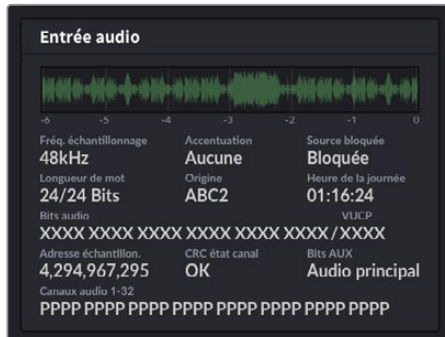 Entrée audio
-6 -5 -4 -3 -2 -1 0
Fréq. échantillonnage Accentuation Source bloquée
48kHz Aucune Bloquée
Longueur de mot Origine Heure de la journée
24/24 Bits ABC2 01:16:24
Bits audio VUCP
XXXX XXXX XXXX XXXX XXXX XXXX/XXXX
Adresse échantillon. CRC état canal Bits AUX
4,294,967,295 OK Audio principal
Canaux audio 1-32
PPPP PPPP PPPP PPPP PPPP PPPP PPPP PPPP